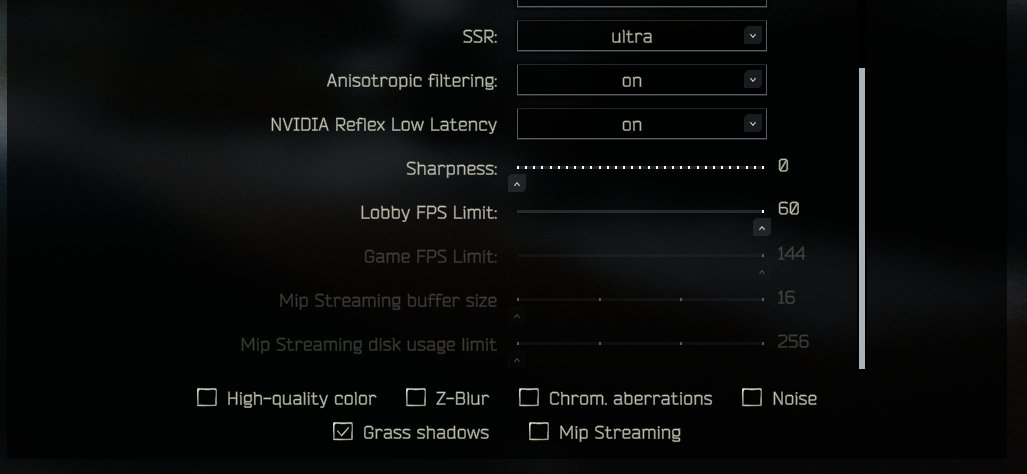 SSR: ultra
Anisotropic filtering: on
NVIDIA Reflex Low Latency on
Sharpness: 0
Lobby FPS Limit: 60
Game FPS Limit: 144
Mip Streaming buffer size 16
Mip Streaming disk usage limit 256
High-quality color Z-Blur Chrom. aberrations Noise
Grass shadows Mip Streaming